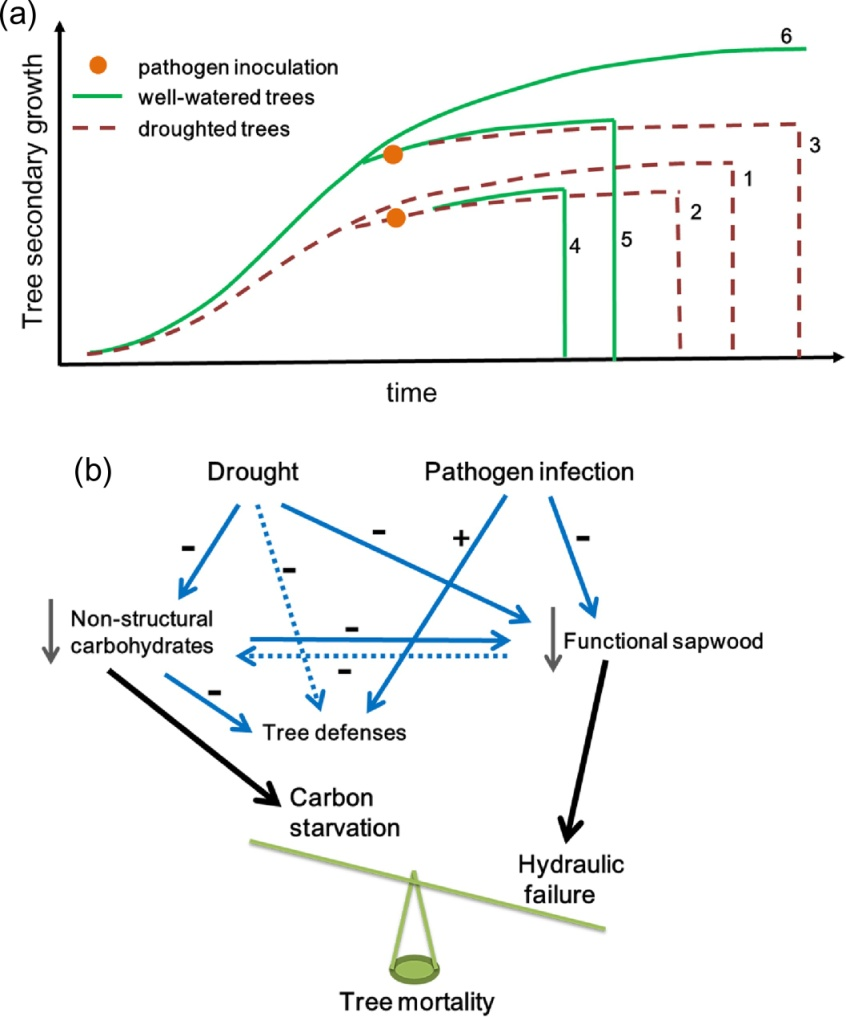 (a)
Tree secondary growth
pathogen inoculation
well-watered trees
droughted trees
6
3
1
2
4
5
time
(b)
Drought
Pathogen infection
-
-
-
+
-
Non-structural
carbohydrates
-
-
Functional sapwood
-
Tree defenses
Carbon
starvation
Hydraulic
failure
Tree mortality